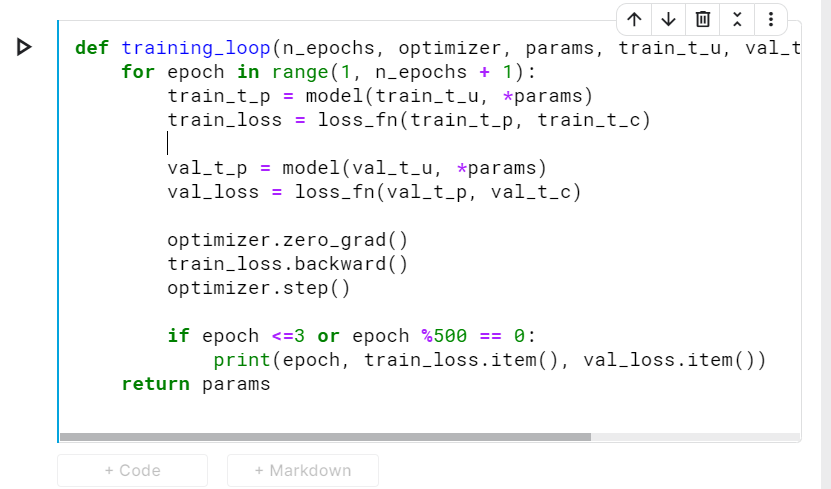 def training_loop(n_epochs, optimizer, params, train_t_u, val_t
for epoch in range(1, n_epochs + 1):
train_t_p = model(train_t_u, *params)
train_loss = loss_fn(train_t_p, train_t_c)
val_t_p = model(val_t_u, *params)
val_loss = loss_fn(val_t_p, val_t_c)
optimizer.zero_grad()
train_loss.backward()
optimizer.step()
if epoch <=3 or epoch %500 == 0:
print(epoch, train_loss.item(), val_loss.item())
return params
+ Code
+ Markdown